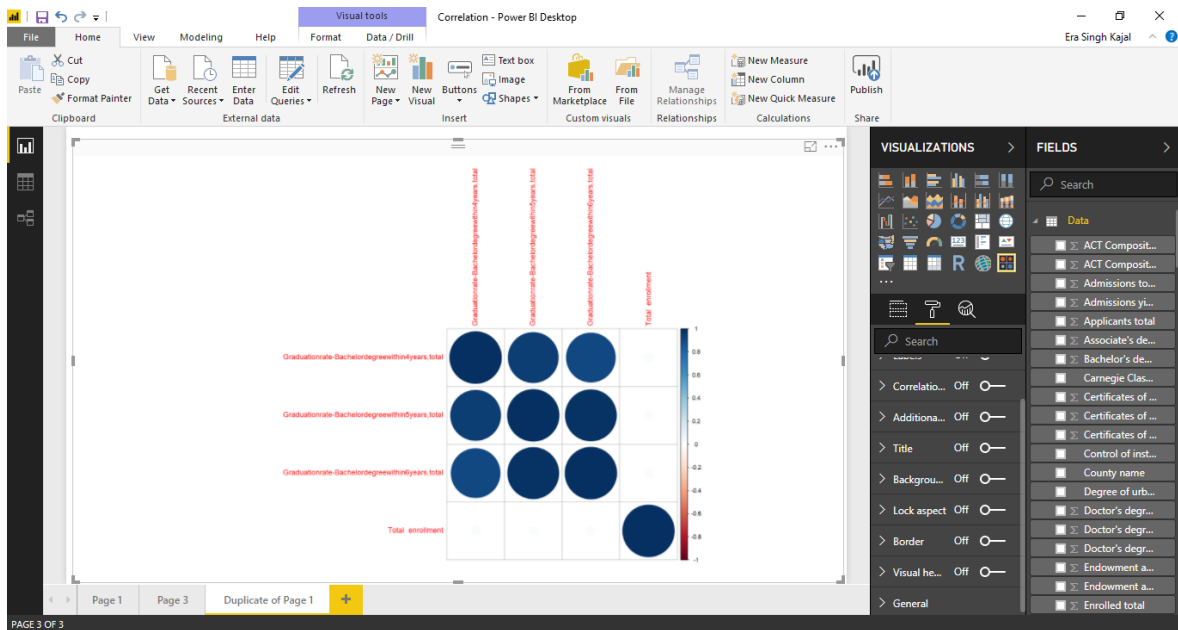 Visual tools
Correlation - Power BI Desktop
File Home View Modeling Help Format Data / Drill
Era Singh Kajal
Paste
Cut
Copy
Format Painter
Clipboard
Get Data
Recent Sources
Enter Data
Edit Queries
Refresh
External data
New Page
New Visual
Buttons
Text box
Image
Shapes
Insert
From Marketplace
From File
Custom visuals
Manage Relationships
Relationships
New Measure
New Column
New Quick Measure
Calculations
Publish
Share
Graduationrate-Bachelordegreewithin4years,total
Graduationrate-Bachelordegreewithin5years,total
Graduationrate-Bachelordegreewithin6years,total
Total enrollment
Graduationrate-Bachelordegreewithin4years,total
Graduationrate-Bachelordegreewithin5years,total
Graduationrate-Bachelordegreewithin6years,total
Total enrollment
1
0.8
0.6
0.4
0.2
0
-0.2
-0.4
-0.6
-0.8
-1
VISUALIZATIONS
123
R
Search
Correlatio... Off
Additiona... Off
Title Off
Backgrou... Off
Lock aspect Off
Border Off
Visual he... Off
General
FIELDS
Search
Data
Σ ACT Composit...
Σ ACT Composit...
Σ Admissions to...
Σ Admissions yi...
Σ Applicants total
Σ Associate's de...
Σ Bachelor's de...
Carnegie Clas...
Σ Certificates of ...
Σ Certificates of ...
Σ Certificates of ...
Control of inst...
County name
Degree of urb...
Σ Doctor's degr...
Σ Doctor's degr...
Σ Doctor's degr...
Σ Endowment a...
Σ Endowment a...
Σ Enrolled total
Page 1 Page 3 Duplicate of Page 1 +
PAGE 3 OF 3